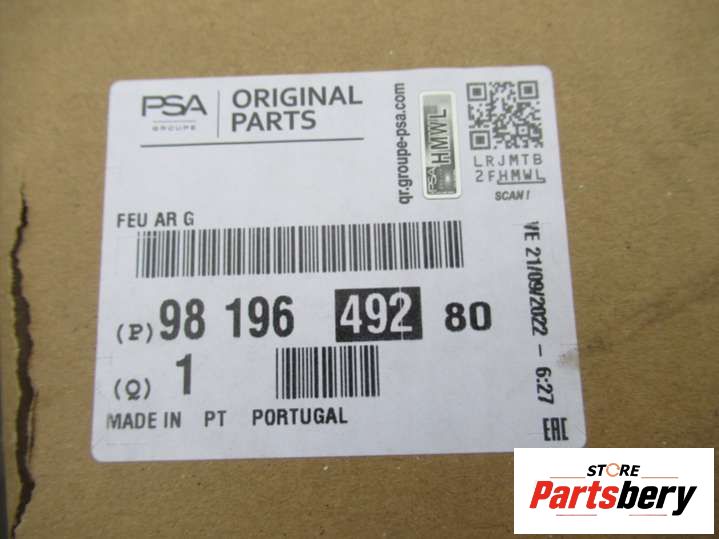 PSA
GROUPE
ORIGINAL
PARTS
qr.groupe-psa.com
PSA
HMWL
LRJMTB
2FHMWL
SCAN!
FEU AR G
(P) 98 196 492 80
(Q) 1
MADE IN PT PORTUGAL
VE 21/09/2022 - 6:27
EAC
STORE
Partsbery